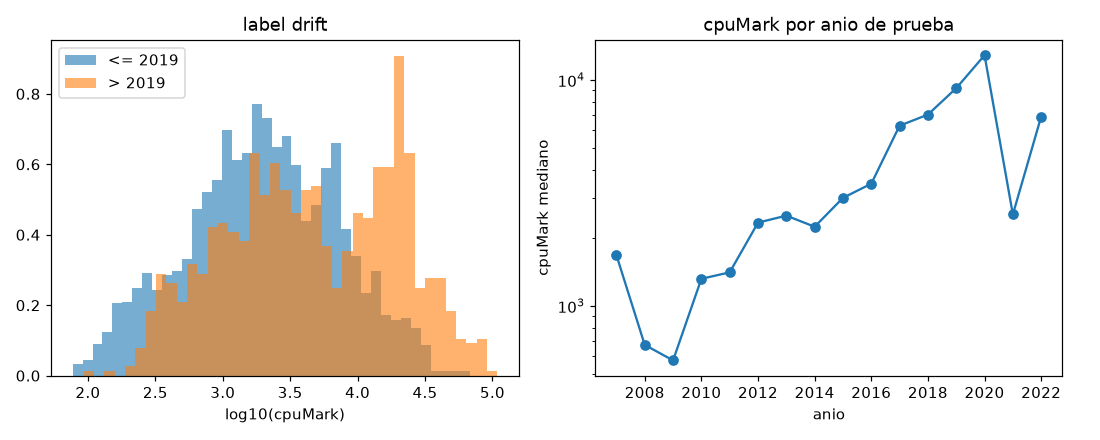 label drift
<= 2019
> 2019
0.8
0.6
0.4
0.2
0.0
2.0 2.5 3.0 3.5 4.0 4.5 5.0
log10(cpuMark)
cpuMark por anio de prueba
cpuMark mediano
10^4
10^3
2008 2010 2012 2014 2016 2018 2020 2022
anio